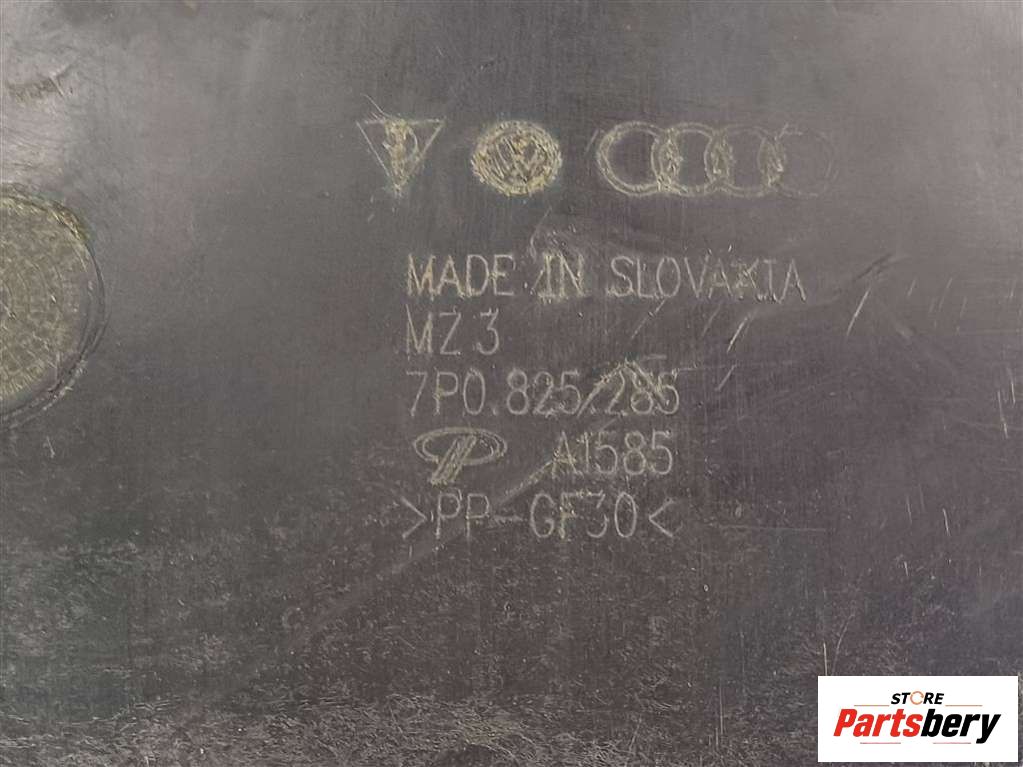 MADE IN SLOVAKIA
MZ 3
7P0.825.285
A1585
>PP-GF30<
STORE
Partsbery